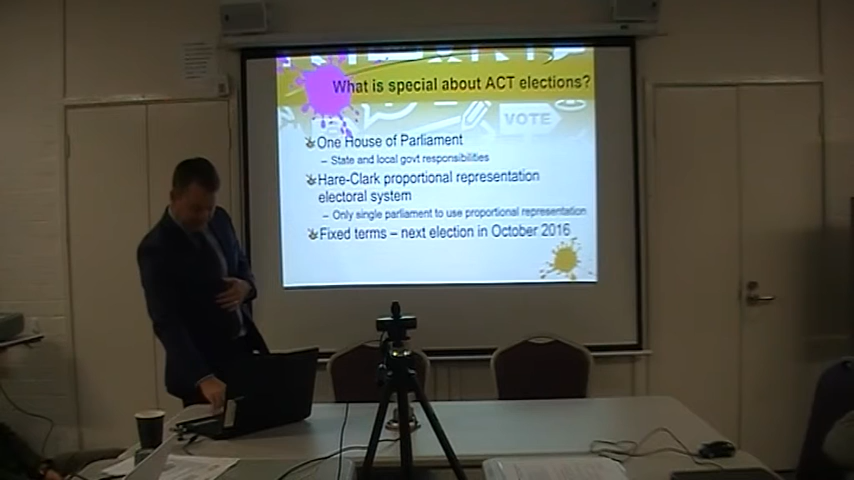 What is special about ACT elections?
VOTE
One House of Parliament
– State and local govt responsibilities
Hare-Clark proportional representation
electoral system
– Only single parliament to use proportional representation
Fixed terms – next election in October 2016